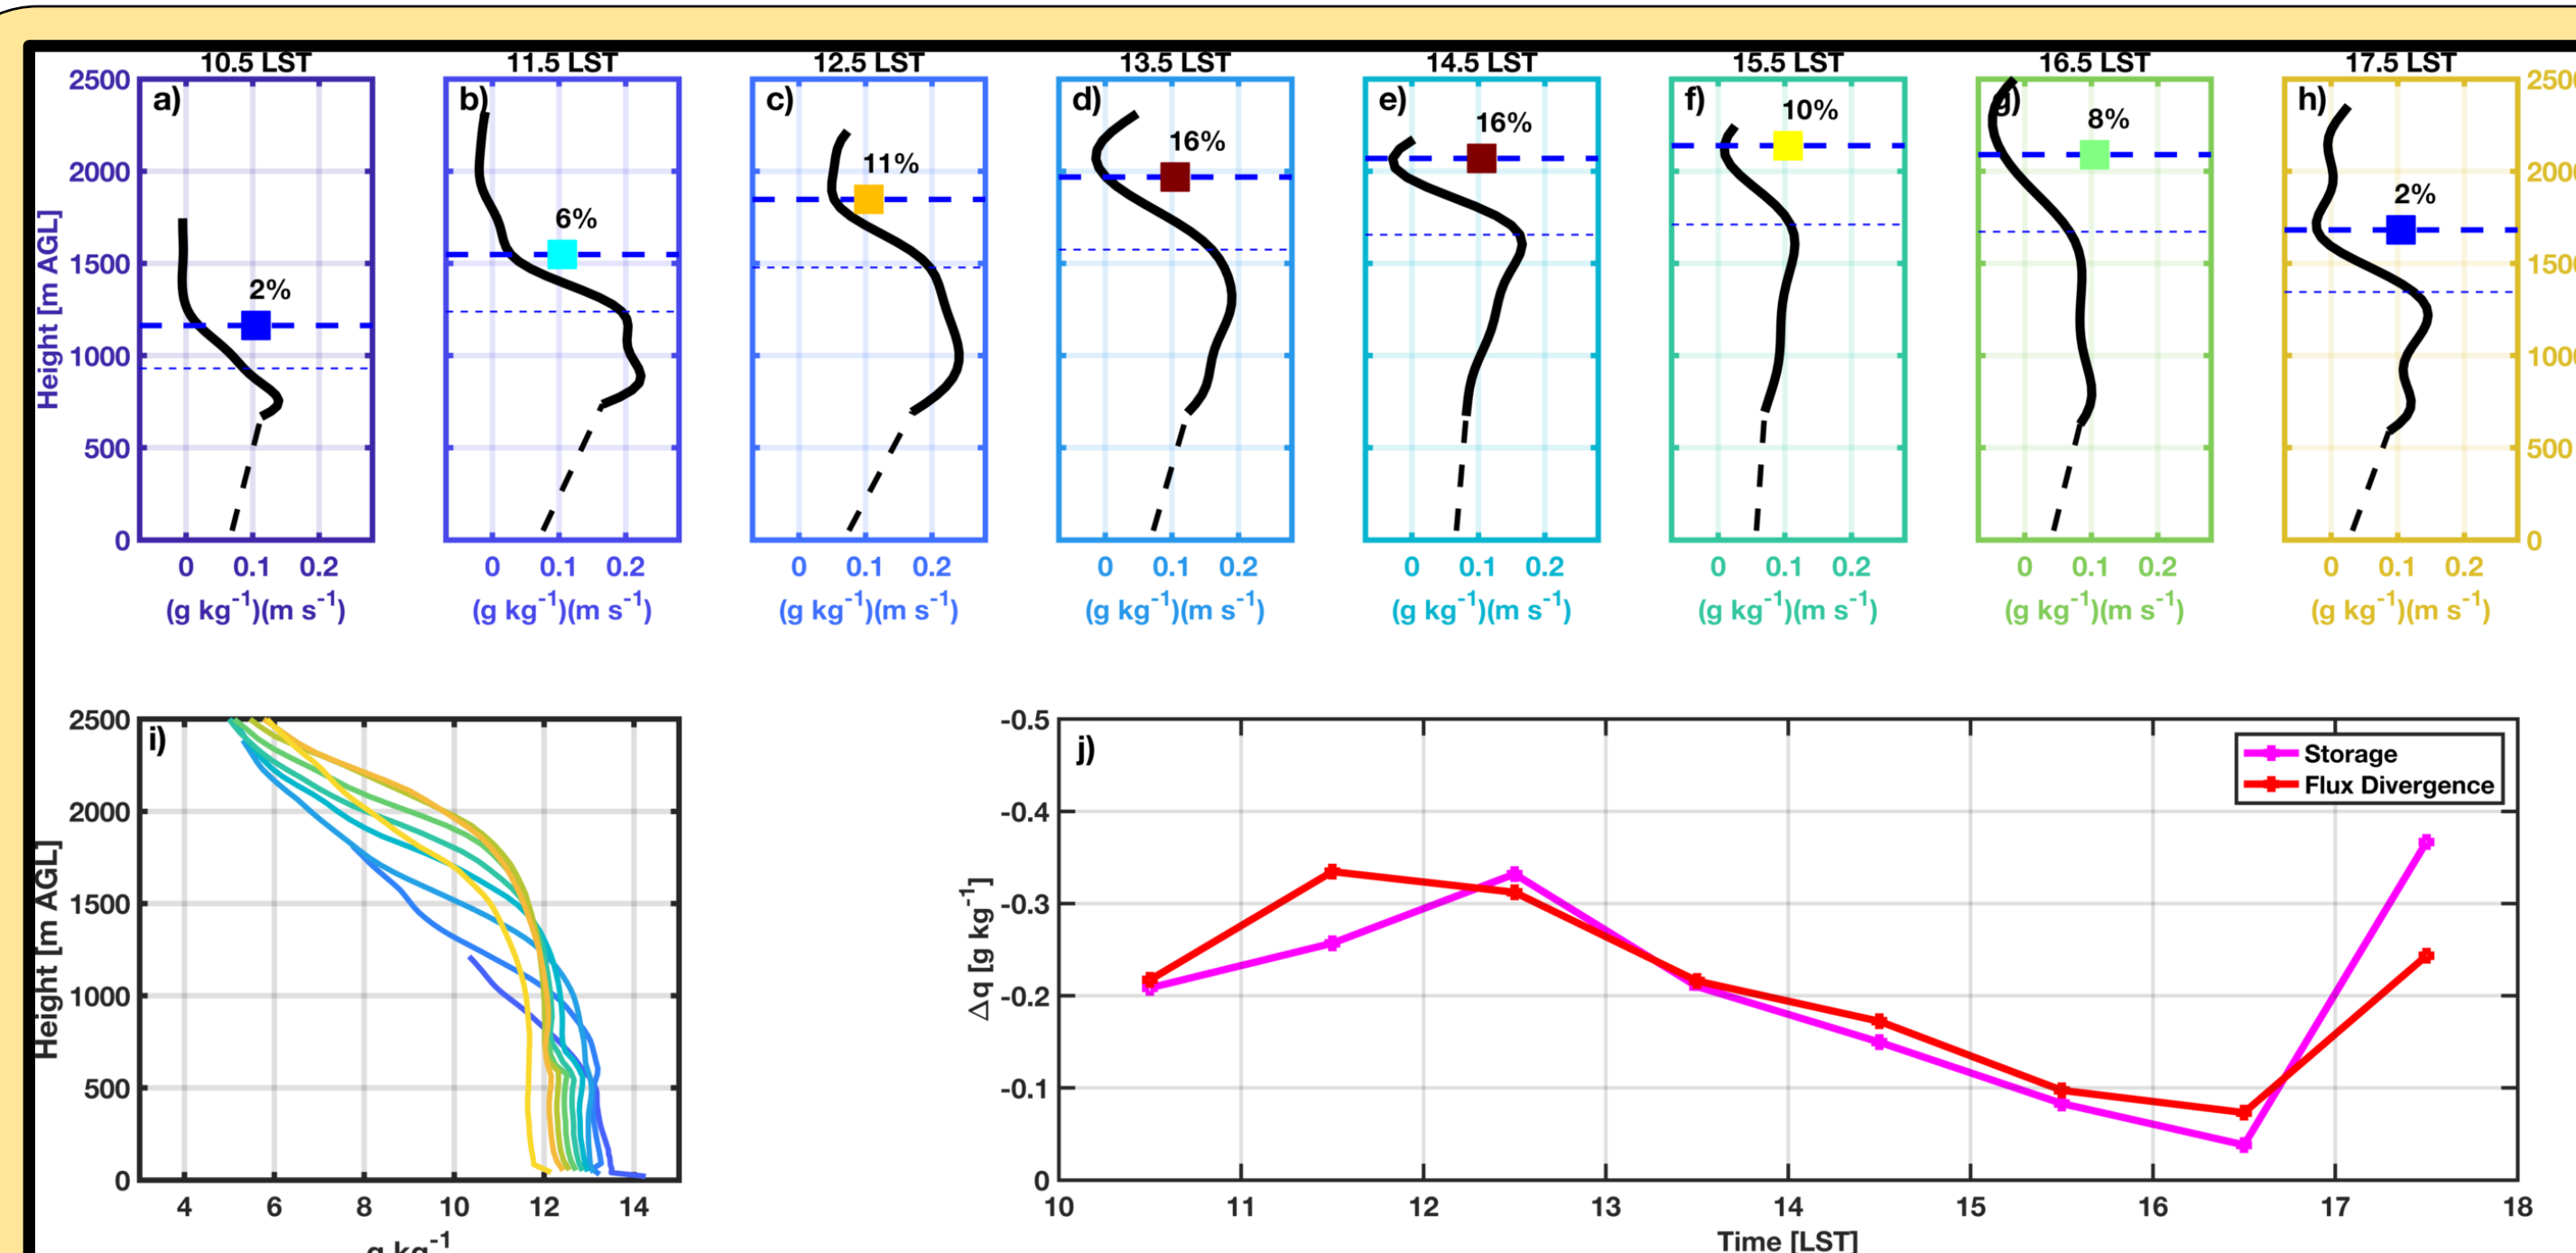 10.5 LST 11.5 LST 12.5 LST 13.5 LST 14.5 LST 15.5 LST 16.5 LST 17.5 LST
a) b) c) d) e) f) g) h)
2% 6% 11% 16% 16% 10% 8% 2%
Height [m AGL]
2500 2500
2000 2000
1500 1500
1000 1000
500 500
0 0
0 0.1 0.2 0 0.1 0.2 0 0.1 0.2 0 0.1 0.2 0 0.1 0.2 0 0.1 0.2 0 0.1 0.2 0 0.1 0.2
(g kg⁻¹)(m s⁻¹) (g kg⁻¹)(m s⁻¹) (g kg⁻¹)(m s⁻¹) (g kg⁻¹)(m s⁻¹) (g kg⁻¹)(m s⁻¹) (g kg⁻¹)(m s⁻¹) (g kg⁻¹)(m s⁻¹) (g kg⁻¹)(m s⁻¹)
i)
Height [m AGL]
2500
2000
1500
1000
500
0
4 6 8 10 12 14
g kg⁻¹
j)
Storage
Flux Divergence
Δq [g kg⁻¹]
-0.5
-0.4
-0.3
-0.2
-0.1
0
10 11 12 13 14 15 16 17 18
Time [LST]